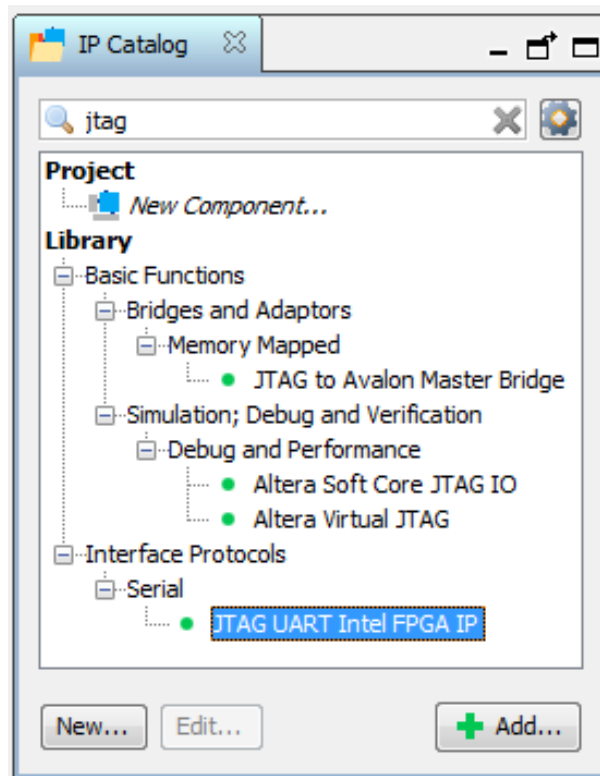 IP Catalog
jtag
Project
New Component...
Library
Basic Functions
Bridges and Adaptors
Memory Mapped
JTAG to Avalon Master Bridge
Simulation; Debug and Verification
Debug and Performance
Altera Soft Core JTAG IO
Altera Virtual JTAG
Interface Protocols
Serial
JTAG UART Intel FPGA IP
New... Edit... Add...